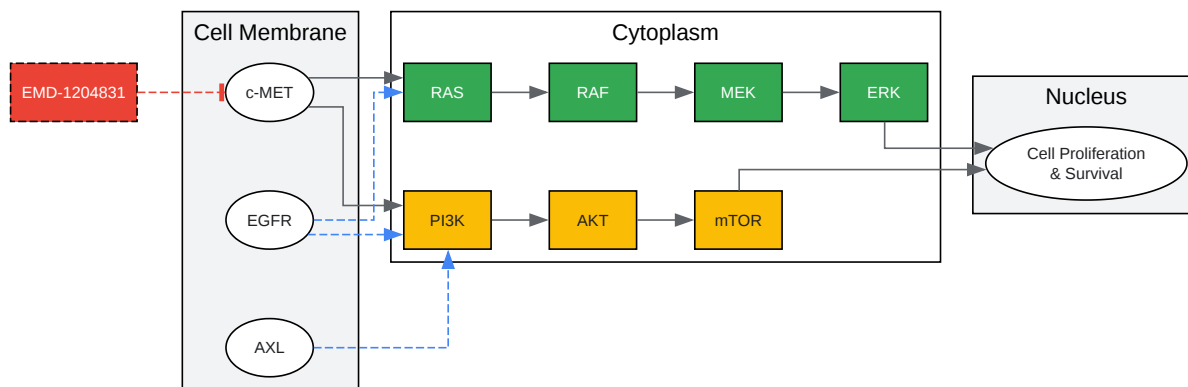 Cell Membrane
Cytoplasm
EMD-1204831
c-MET
RAS
RAF
MEK
ERK
Nucleus
Cell Proliferation
& Survival
EGFR
PI3K
AKT
mTOR
AXL